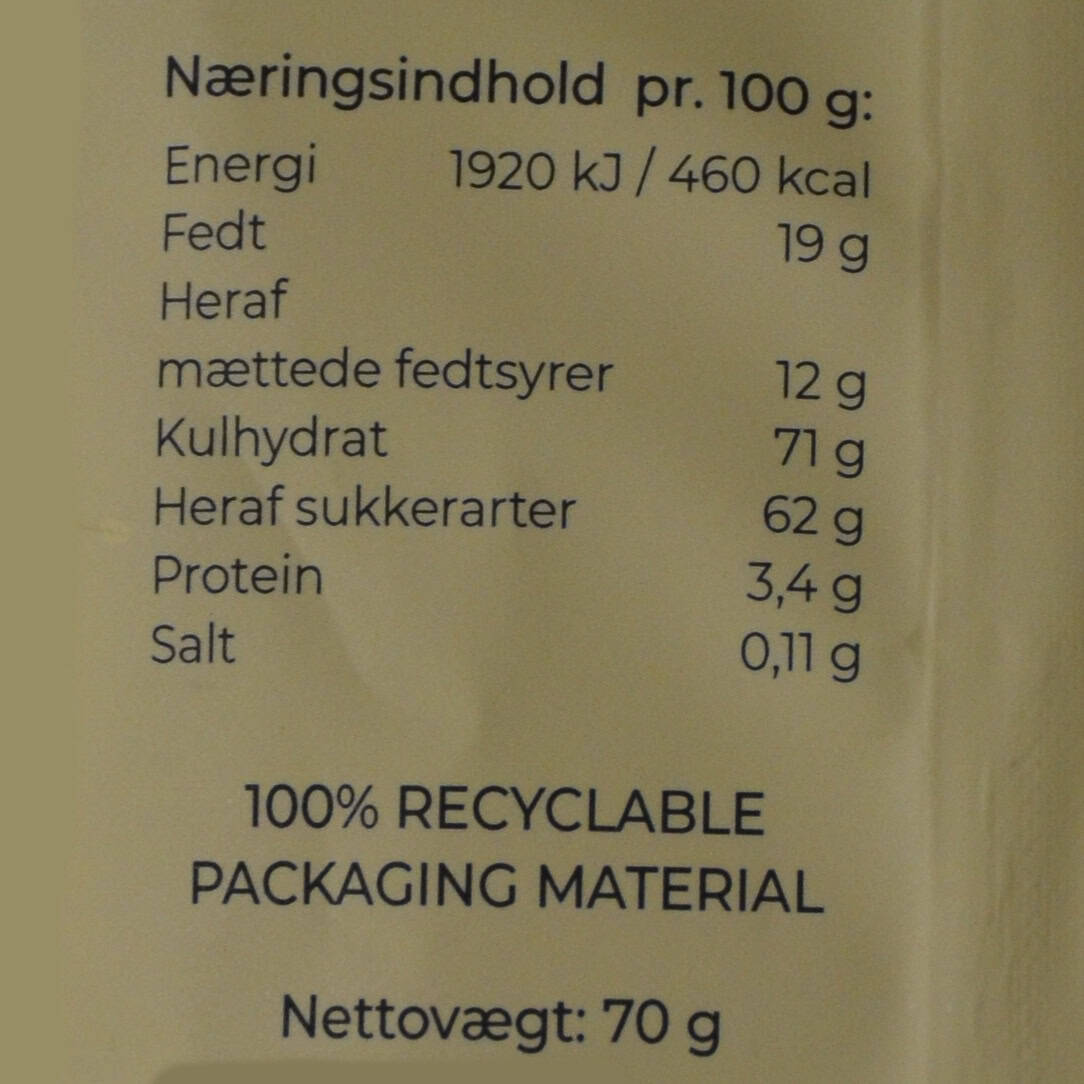 Næringsindhold pr. 100 g:
Energi 1920 kJ / 460 kcal
Fedt 19 g
Heraf
mættede fedtsyrer 12 g
Kulhydrat 71 g
Heraf sukkerarter 62 g
Protein 3,4 g
Salt 0,11 g
100% RECYCLABLE
PACKAGING MATERIAL
Nettovægt: 70 g